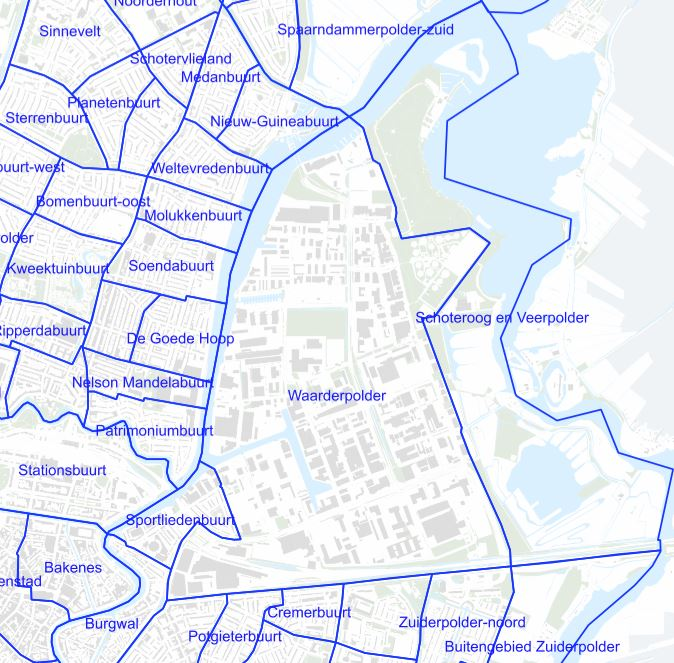 Noorderhout
Sinnevelt
Spaarndammerpolder-zuid
Schotervlieland
Medanbuurt
Planetenbuurt
Sterrenbuurt
Nieuw-Guineabuurt
buurt-west
Weltevredenbuurt
Bomenbuurt-oost
Molukkenbuurt
older
Kweektuinbuurt
Soendabuurt
Schoteroog en Veerpolder
Ripperdabuurt
De Goede Hoop
Nelson Mandelabuurt
Waarderpolder
Patrimoniumbuurt
Stationsbuurt
Sportliedenbuurt
Bakenes
enstad
Cremerbuurt
Burgwal
Zuiderpolder-noord
Potgieterbuurt
Buitengebied Zuiderpolder